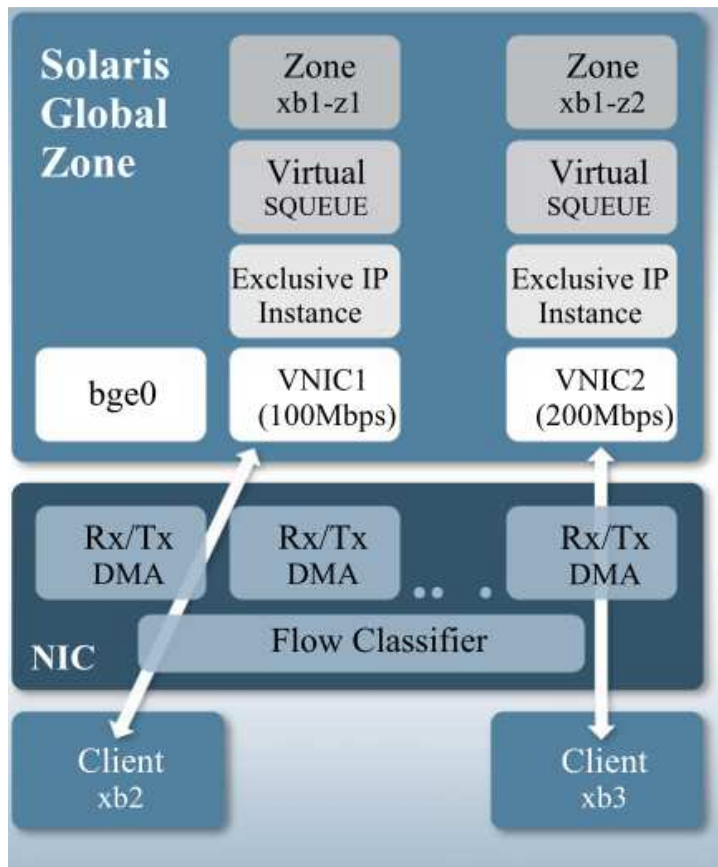 Solaris
Global
Zone
Zone
xb1-z1
Zone
xb1-z2
Virtual
SQUEUE
Virtual
SQUEUE
Exclusive IP
Instance
Exclusive IP
Instance
bge0
VNIC1
(100Mbps)
VNIC2
(200Mbps)
Rx/Tx
DMA
Rx/Tx
DMA
Rx/Tx
DMA
Flow Classifier
NIC
Client
xb2
Client
xb3